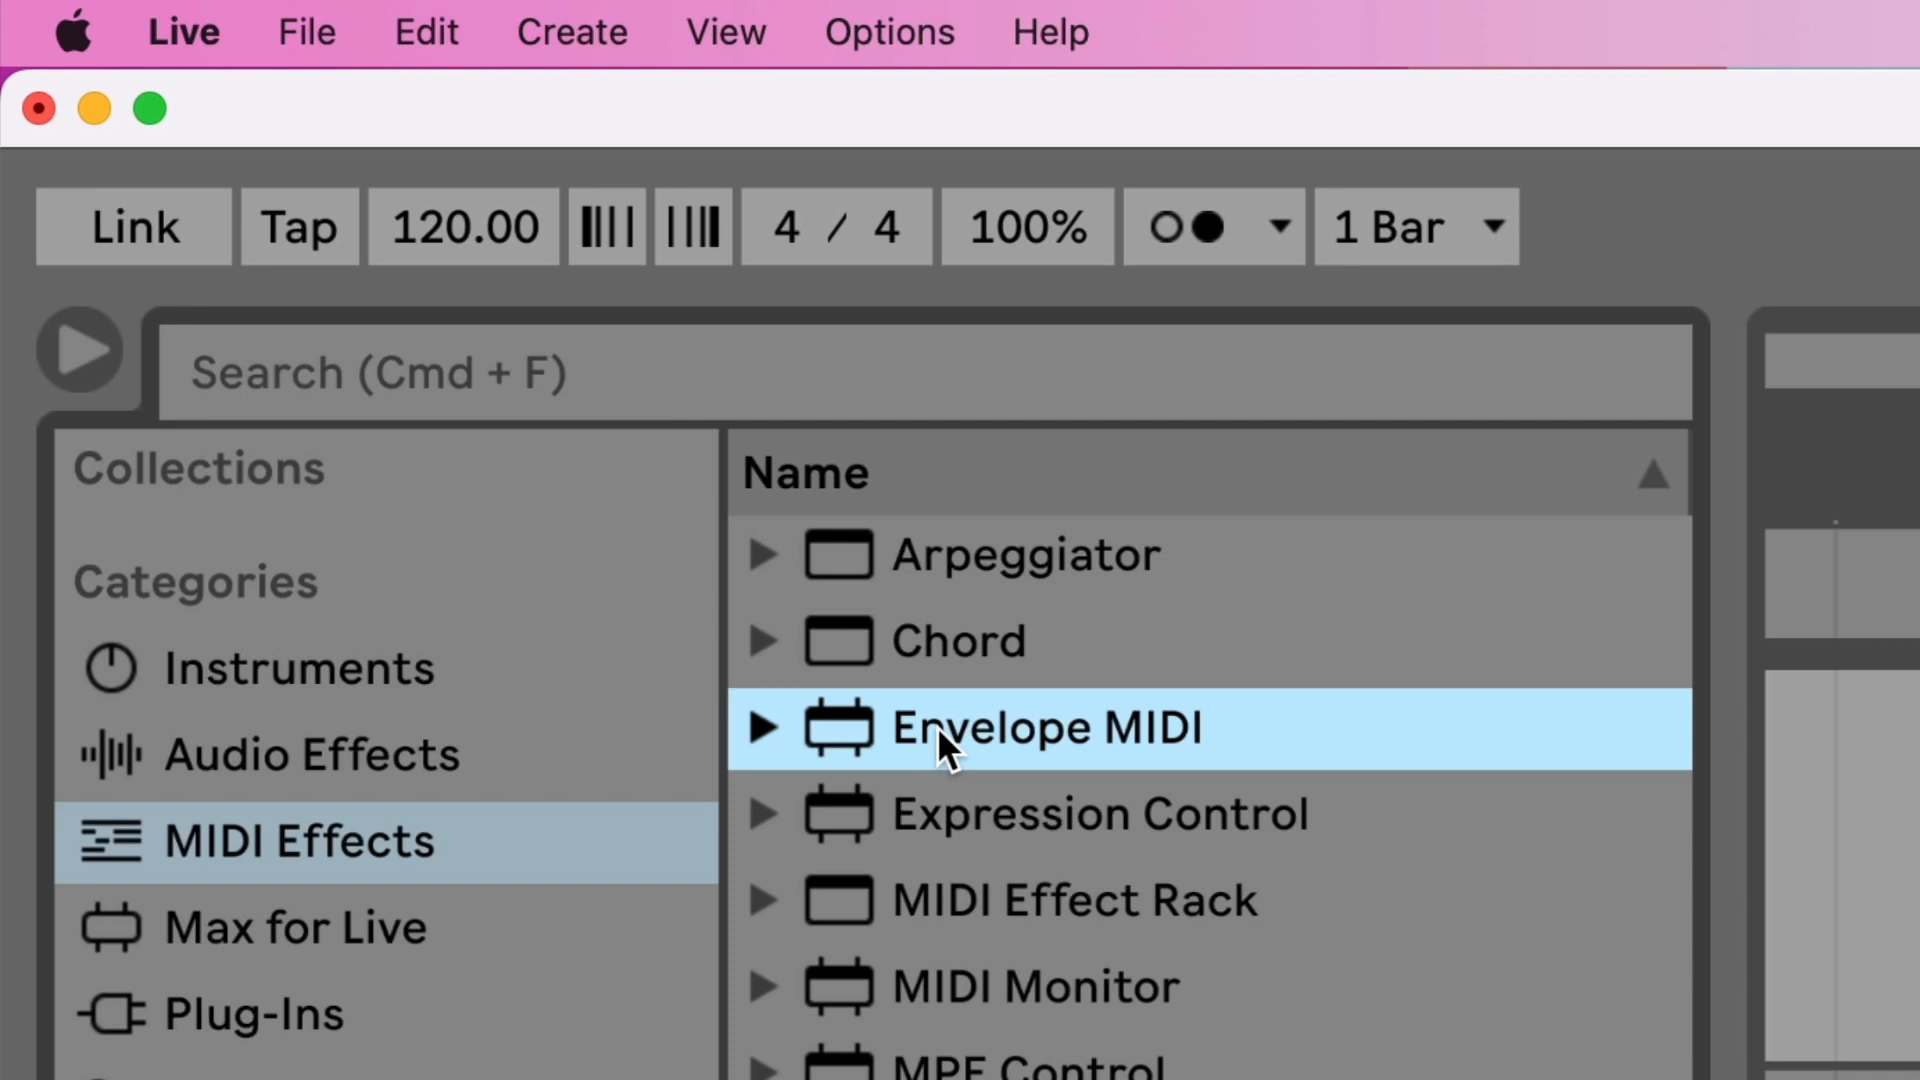 Live File Edit Create View Options Help
Link Tap 120.00 4 / 4 100% 1 Bar
Search (Cmd + F)
Collections
Categories
Instruments
Audio Effects
MIDI Effects
Max for Live
Plug-Ins
Name
Arpeggiator
Chord
Envelope MIDI
Expression Control
MIDI Effect Rack
MIDI Monitor
MPE Control